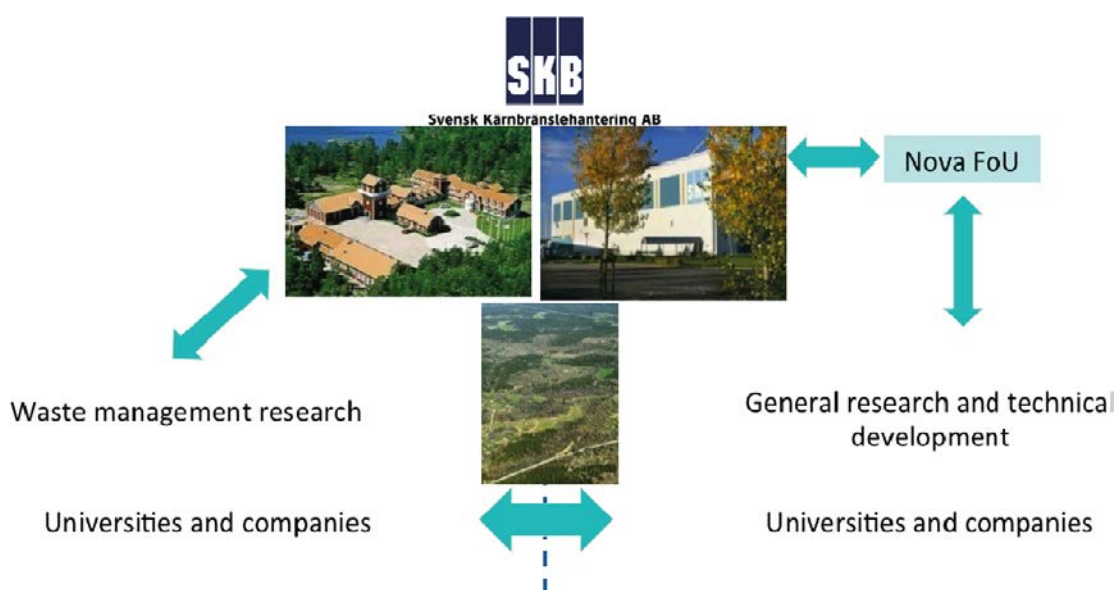 SKB
Svensk Kärnbränslehantering AB
Nova FoU
Waste management research
General research and technical
development
Universities and companies
Universities and companies